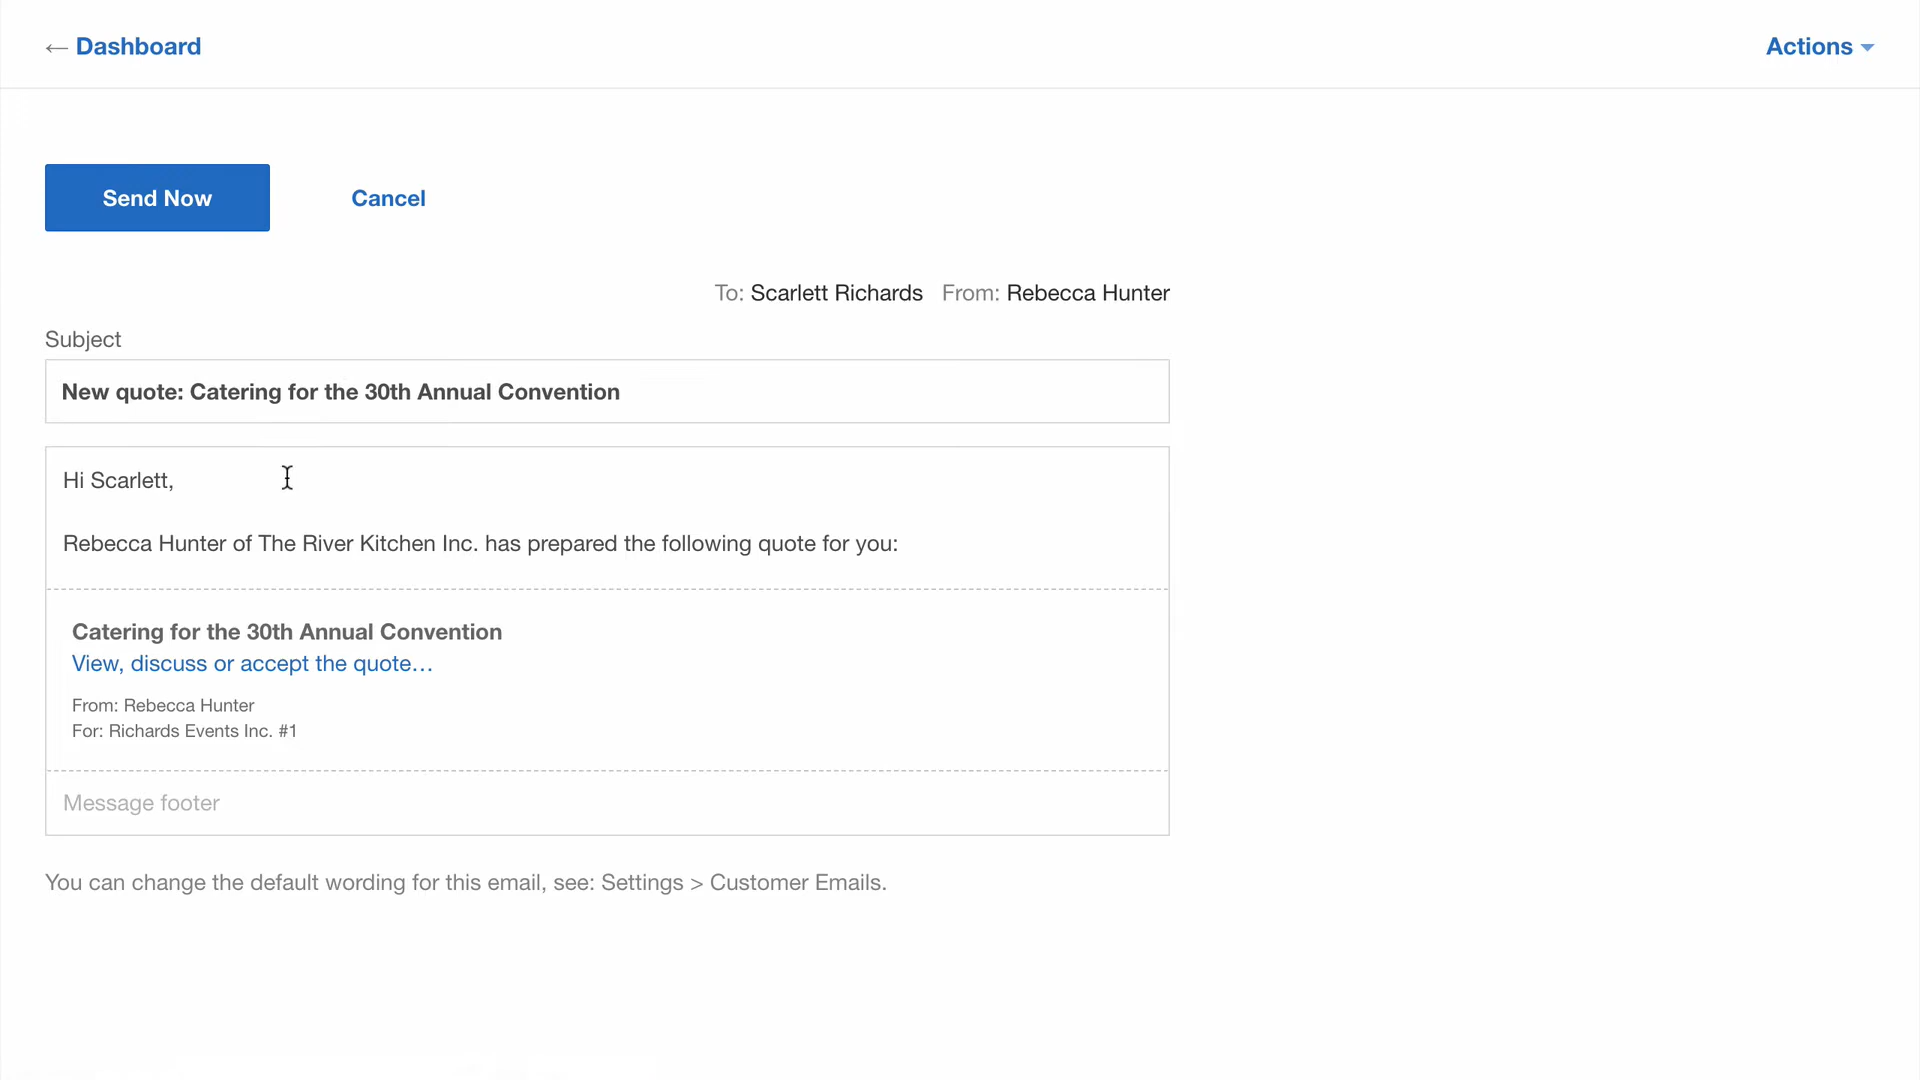 ← Dashboard
Actions
Send Now
Cancel
To: Scarlett Richards From: Rebecca Hunter
Subject
New quote: Catering for the 30th Annual Convention
Hi Scarlett,
Rebecca Hunter of The River Kitchen Inc. has prepared the following quote for you:
Catering for the 30th Annual Convention
View, discuss or accept the quote…
From: Rebecca Hunter
For: Richards Events Inc. #1
Message footer
You can change the default wording for this email, see: Settings > Customer Emails.